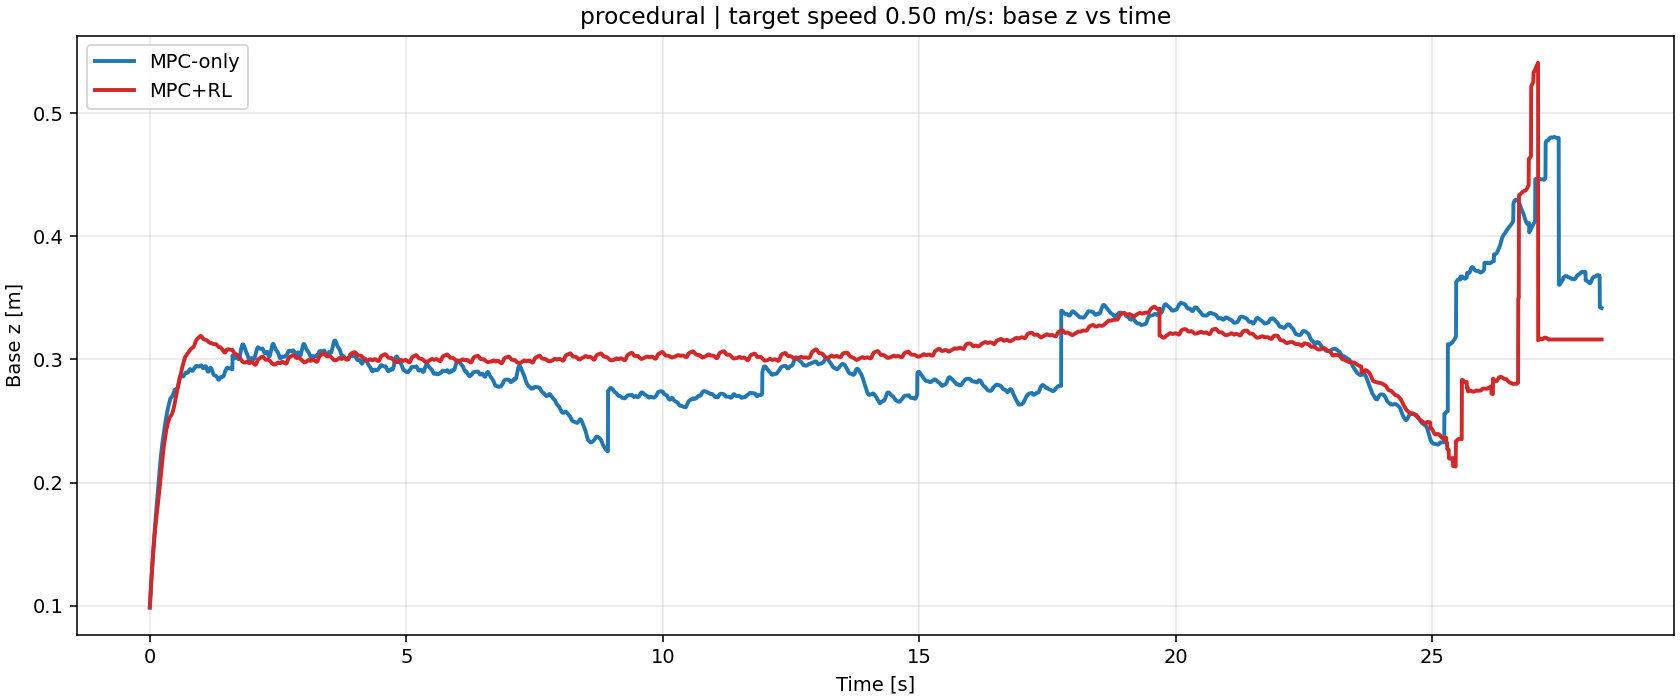 procedural | target speed 0.50 m/s: base z vs time
MPC-only
MPC+RL
Base z [m]
0.5
0.4
0.3
0.2
0.1
0 5 10 15 20 25
Time [s]